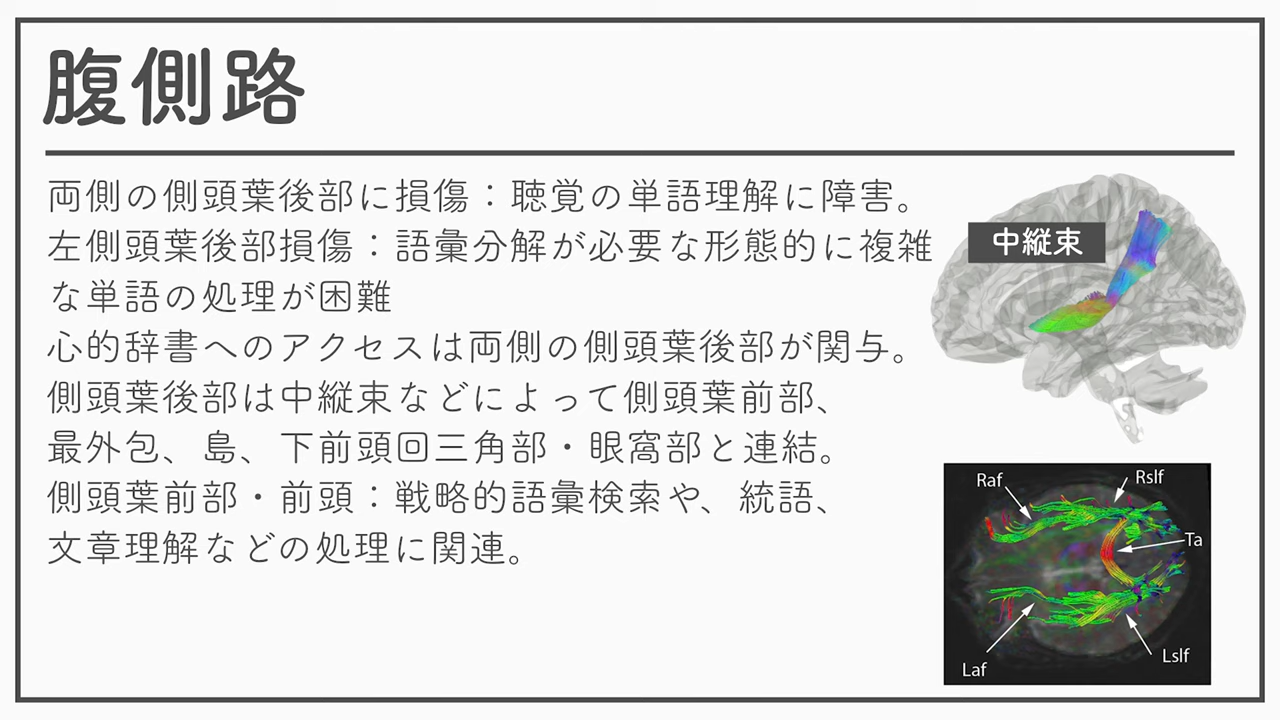 腹側路
両側の側頭葉後部に損傷：聴覚の単語理解に障害。
左側頭葉後部損傷：語彙分解が必要な形態的に複雑
な単語の処理が困難
心的辞書へのアクセスは両側の側頭葉後部が関与。
側頭葉後部は中縦束などによって側頭葉前部、
最外包、島、下前頭回三角部・眼窩部と連結。
側頭葉前部・前頭：戦略的語彙検索や、統語、
文章理解などの処理に関連。
中縦束
Raf
Rslf
Ta
Laf
Lslf